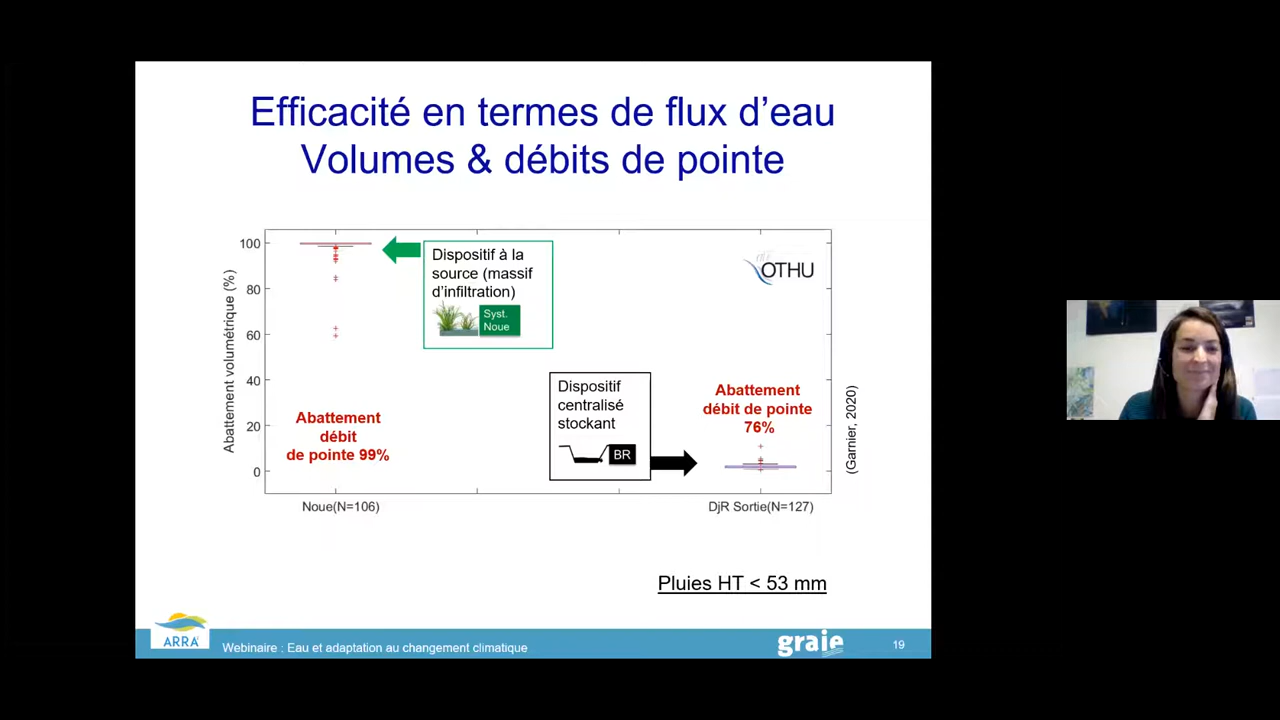 Efficacité en termes de flux d'eau
Volumes & débits de pointe
Abattement volumétrique (%)
100
80
60
40
20
0
Dispositif à la
source (massif
d'infiltration)
Syst.
Noue
OTHU
Dispositif
centralisé
stockant
BR
Abattement
débit
de pointe 99%
Abattement
débit de pointe
76%
(Garnier, 2020)
Noue(N=106)
DjR Sortie(N=127)
Pluies HT < 53 mm
ARRA
Webinaire : Eau et adaptation au changement climatique
graie
19